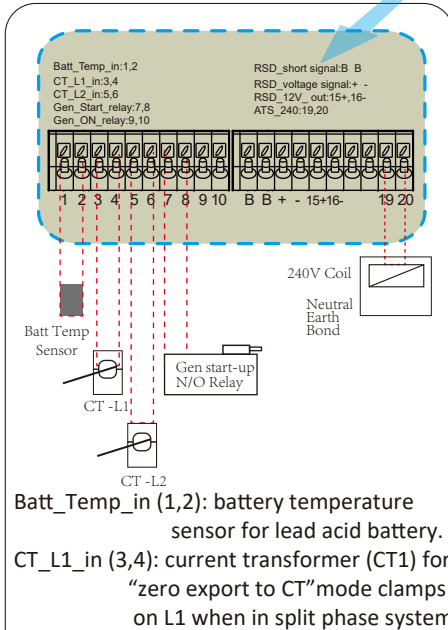 Batt_Temp_in:1,2
CT_L1_in:3,4
CT_L2_in:5,6
Gen_Start_relay:7,8
Gen_ON_relay:9,10
RSD_short signal:B B
RSD_voltage signal:+ -
RSD_12V_ out:15+,16-
ATS_240:19,20
1 2 3 4 5 6 7 8 9 10 B B + - 15+16- 19 20
240V Coil
Neutral
Earth
Bond
Batt Temp
Sensor
Gen start-up
N/O Relay
CT -L1
CT -L2
Batt_Temp_in (1,2): battery temperature
sensor for lead acid battery.
CT_L1_in (3,4): current transformer (CT1) for
“zero export to CT”mode clamps
on L1 when in split phase system